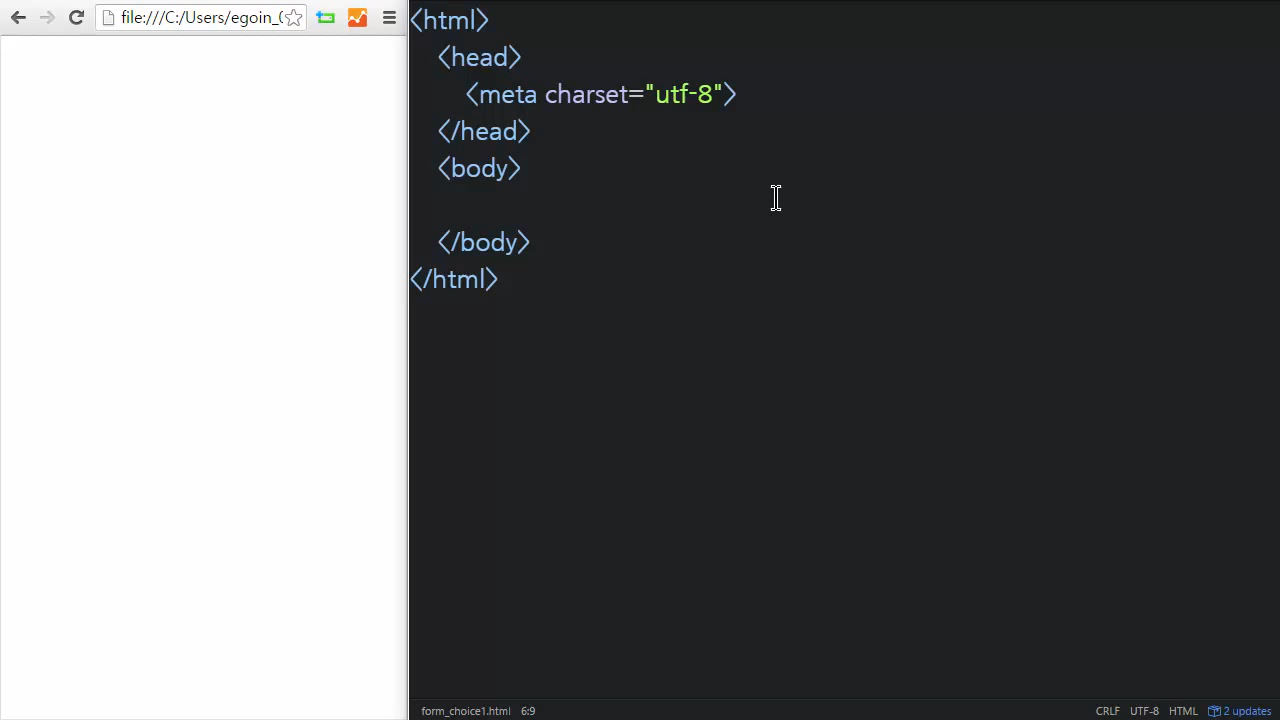 file:///C:/Users/egoin_
<html>
<head>
<meta charset="utf-8">
</head>
<body>
</body>
</html>
form_choice1.html 6:9 CRLF UTF-8 HTML 2 updates